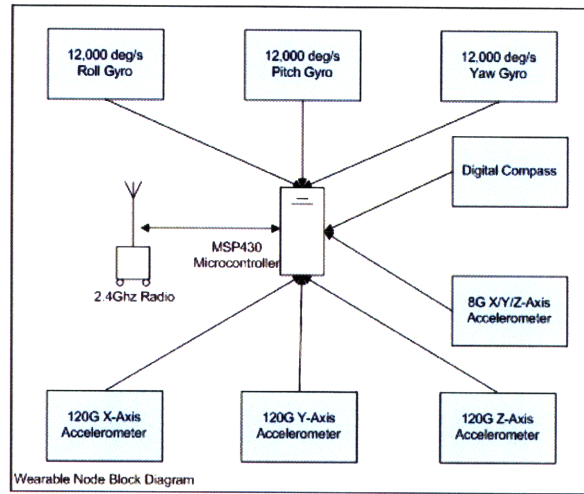 12,000 deg/s
Roll Gyro
12,000 deg/s
Pitch Gyro
12,000 deg/s
Yaw Gyro
Digital Compass
MSP430
Microcontroller
2.4Ghz Radio
8G X/Y/Z-Axis
Accelerometer
120G X-Axis
Accelerometer
120G Y-Axis
Accelerometer
120G Z-Axis
Accelerometer
Wearable Node Block Diagram